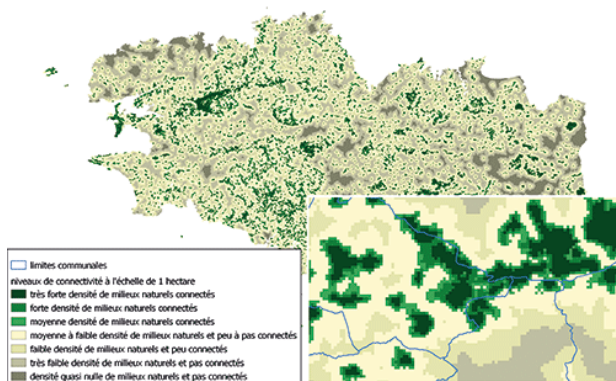 limites communales
niveaux de connectivité à l'échelle de 1 hectare
très forte densité de milieux naturels connectés
forte densité de milieux naturels connectés
moyenne densité de milieux naturels connectés
moyenne à faible densité de milieux naturels et peu à pas connectés
faible densité de milieux naturels et peu connectés
très faible densité de milieux naturels et pas connectés
densité quasi nulle de milieux naturels et pas connectés